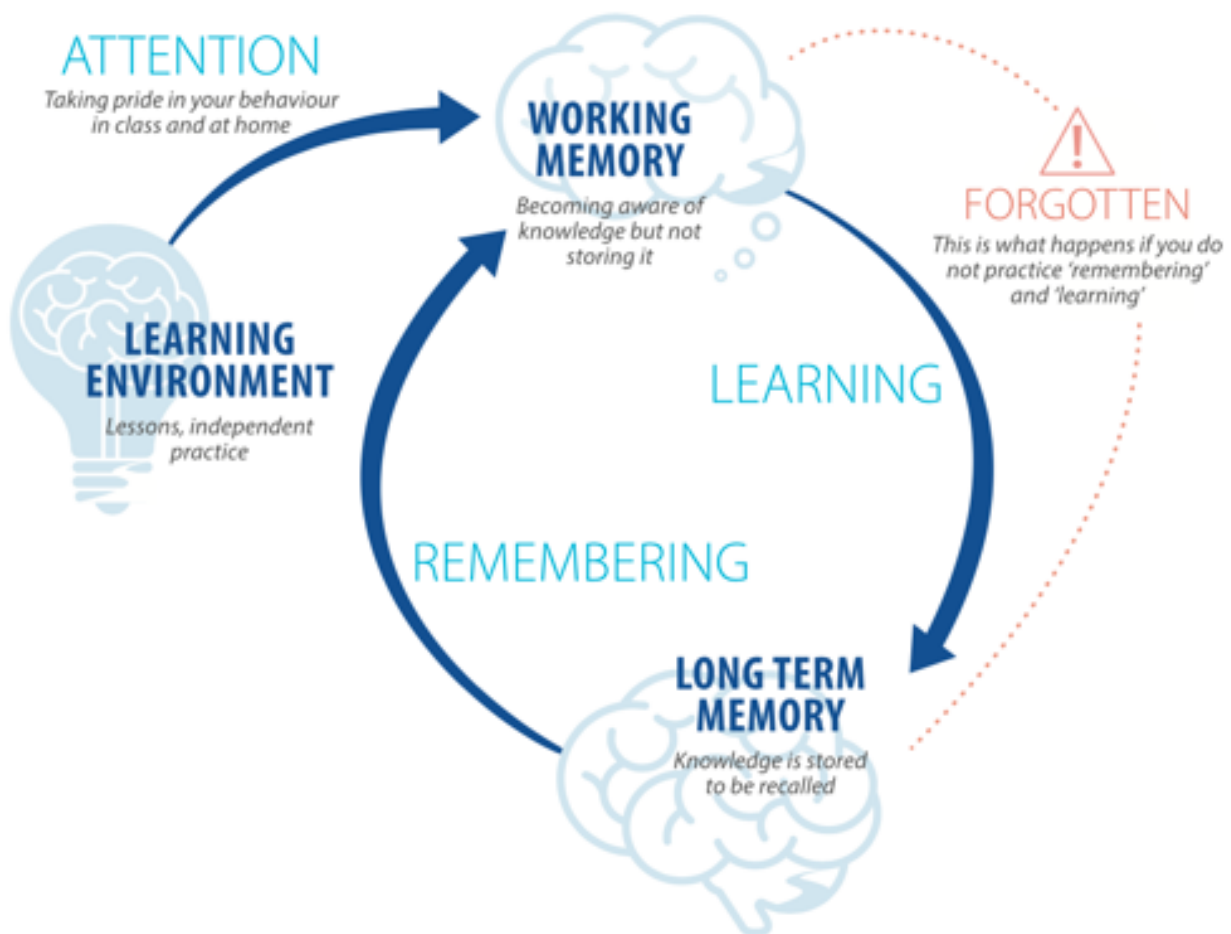 ATTENTION
Taking pride in your behaviour
in class and at home
WORKING
MEMORY
Becoming aware of
knowledge but not
storing it
FORGOTTEN
This is what happens if you do
not practice ‘remembering’
and ‘learning’
LEARNING
ENVIRONMENT
Lessons, independent
practice
LEARNING
REMEMBERING
LONG TERM
MEMORY
Knowledge is stored
to be recalled